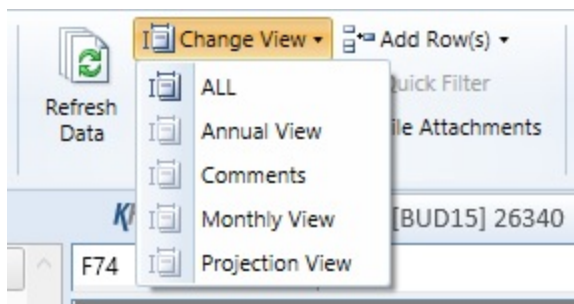 Change View
Add Row(s)
Refresh
Data
ALL
Quick Filter
Annual View
ile Attachments
Comments
Monthly View
[BUD15] 26340
Projection View
F74